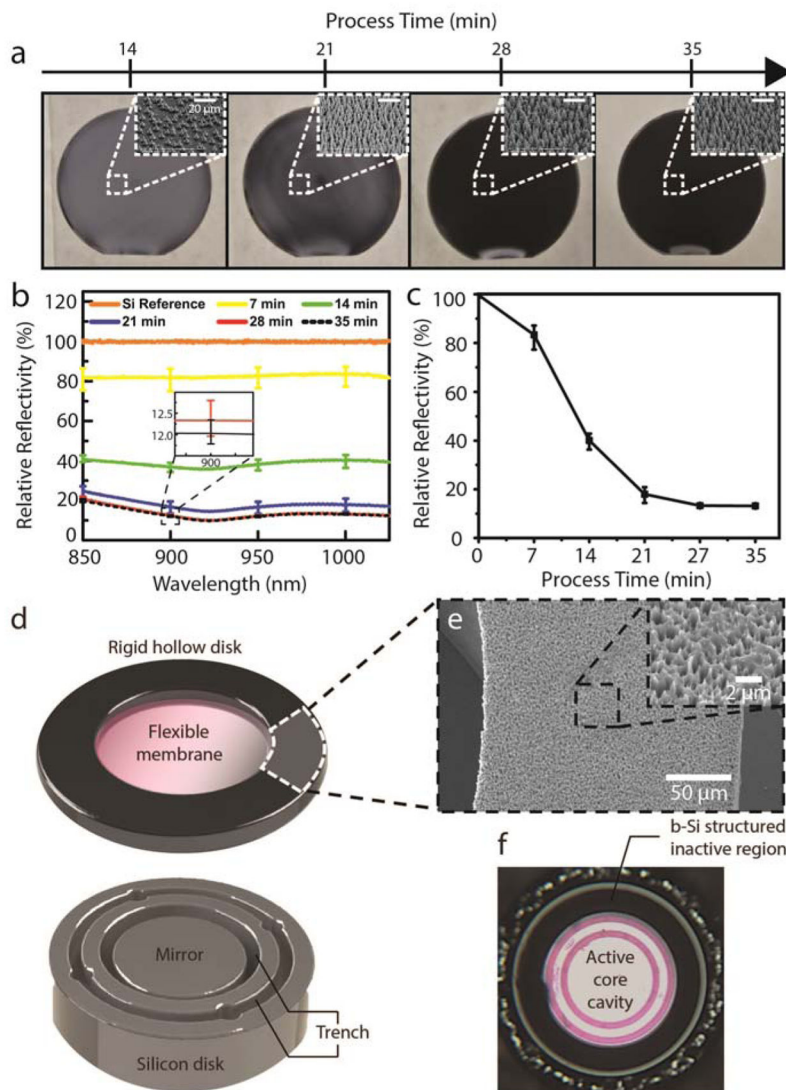 Process Time (min)
14 21 28 35
a
20 μm
b
Si Reference 7 min 14 min
21 min 28 min 35 min
Relative Reflectivity (%)
120
100
80
60
40
20
0
12.5
12.0
900
850 900 950 1000
Wavelength (nm)
c
Relative Reflectivity (%)
100
80
60
40
20
0
0 7 14 21 27 35
Process Time (min)
d
Rigid hollow disk
Flexible
membrane
Mirror
Trench
Silicon disk
e
2 μm
50 μm
b-Si structured
inactive region
f
Active
core
cavity